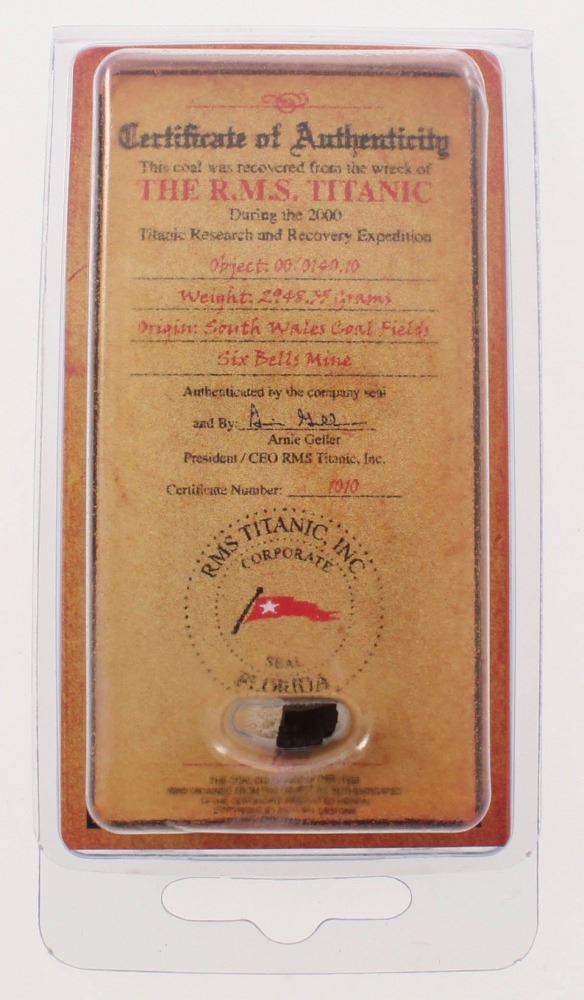 Certificate of Authenticity
This coal was recovered from the wreck of
THE R.M.S. TITANIC
During the 2000
Titanic Research and Recovery Expedition
Object: 00/0140.10
Weight: 2948.35 Grams
Origin: South Wales Coal Fields
Six Bells Mine
Authenticated by the company seal
and By:
Arnie Geller
President / CEO RMS Titanic, Inc.
Certificate Number: 1010
RMS TITANIC, INC.
CORPORATE
SEAL
FLORIDA
THE COAL